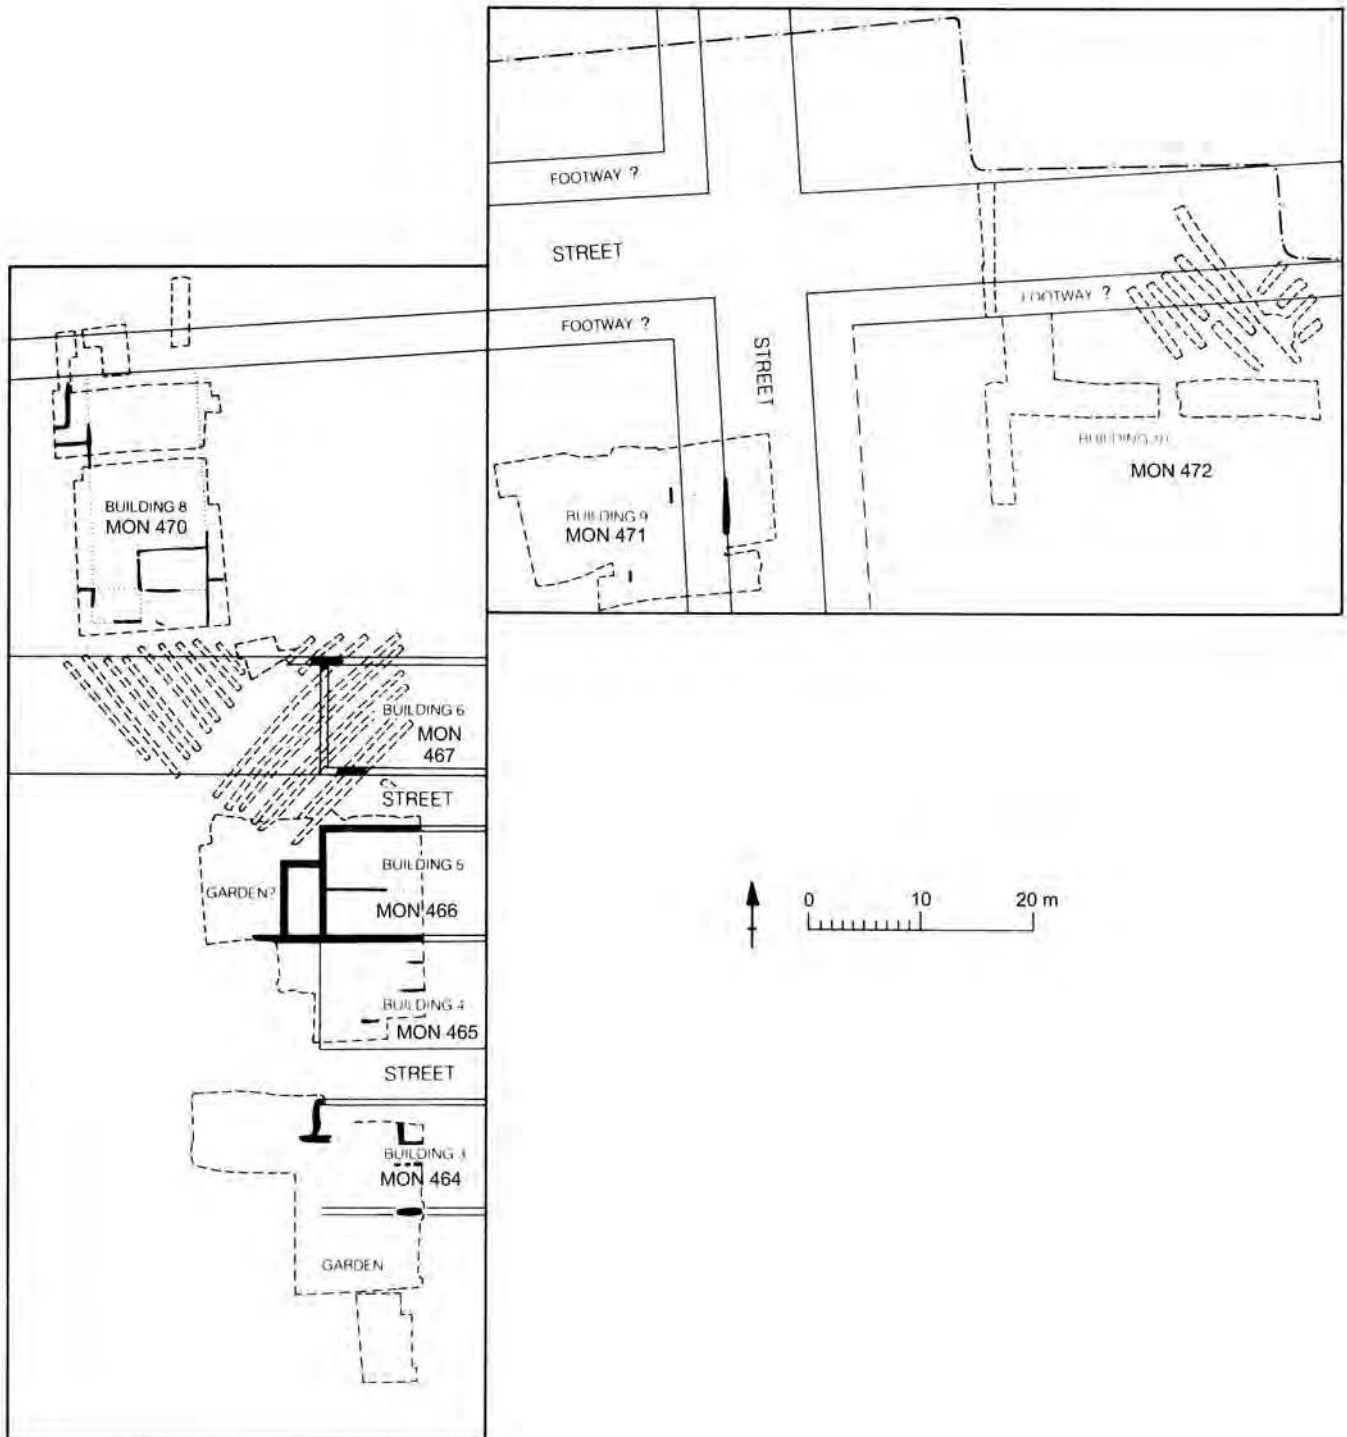 FOOTWAY ?
STREET
FOOTWAY ?
FOOTWAY ?
STREET
BUILDING 9
MON 471
BUILDING 10
MON 472
BUILDING 8
MON 470
BUILDING 6
MON
467
STREET
BUILDING 5
GARDEN?
MON 466
BUILDING 4
MON 465
STREET
BUILDING 3
MON 464
GARDEN
0 10 20 m